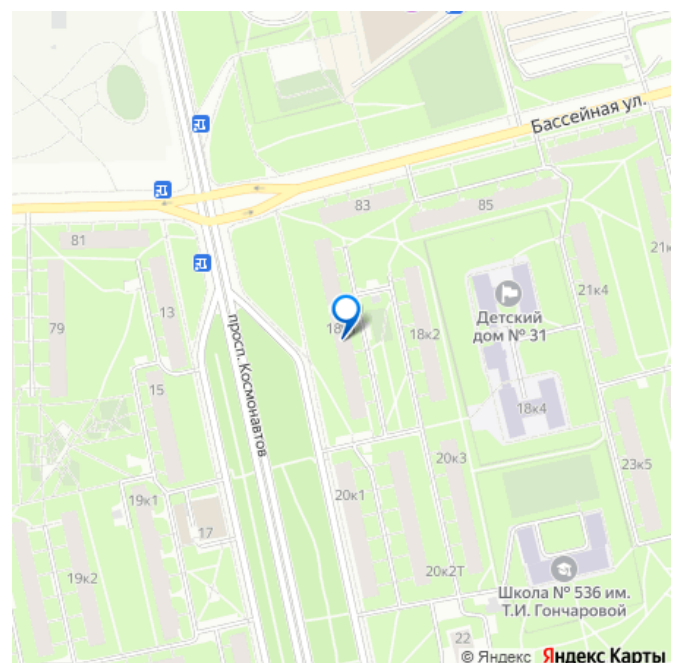 Бассейная ул.
83
85
81
21к
13
21к4
79
18
18к2
Детский
дом № 31
просп. Космонавтов
15
18к4
20к3
23к5
19к1
20к1
17
19к2
20к2Т
Школа № 536 им.
Т.И. Гончаровой
22
© Яндекс Яндекс Карты